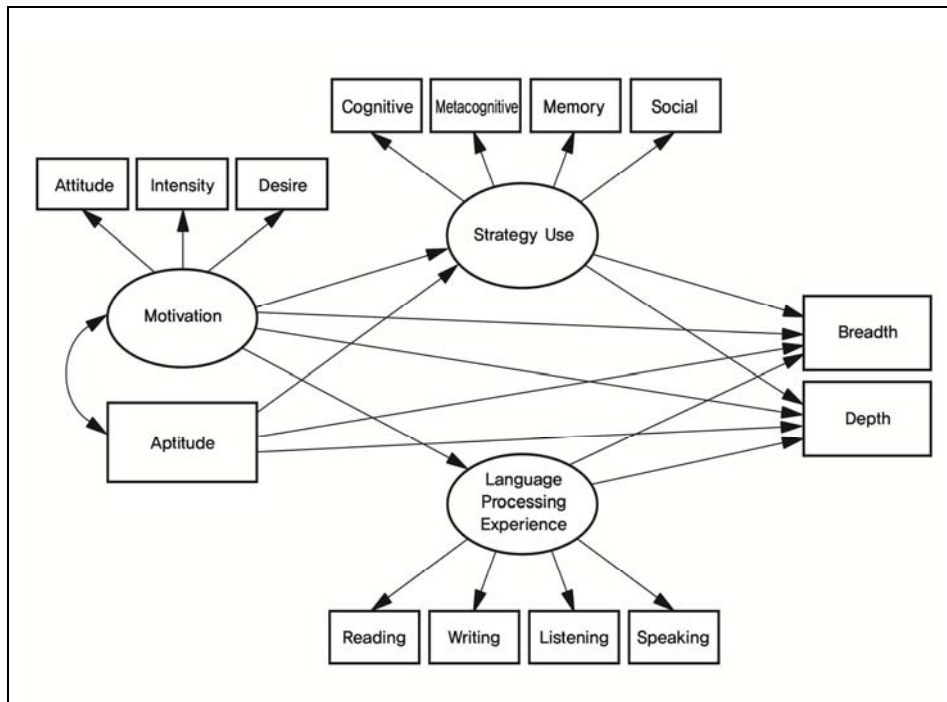 Cognitive
Metacognitive
Memory
Social
Attitude
Intensity
Desire
Strategy Use
Motivation
Breadth
Depth
Aptitude
Language
Processing
Experience
Reading
Writing
Listening
Speaking